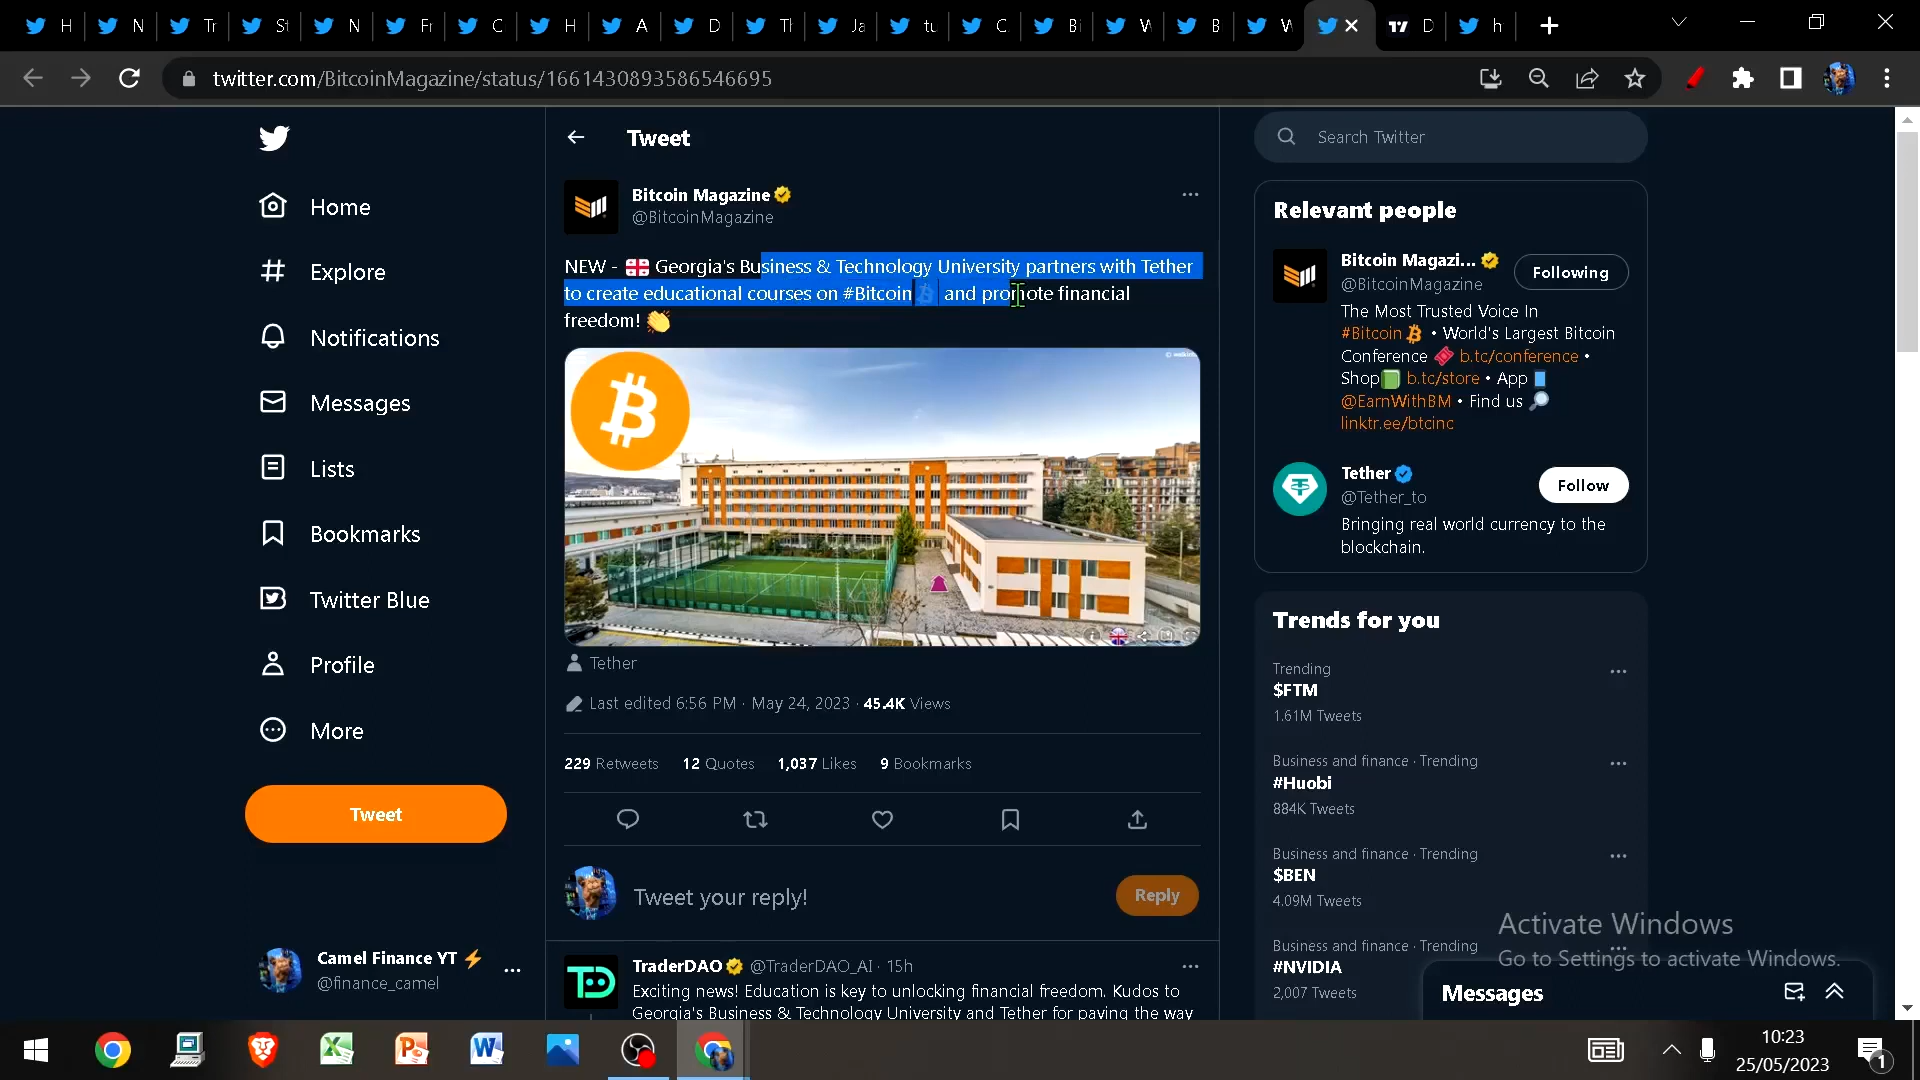 H
N
Tr
St
N
Fr
C
H
A
D
Tl
Ja
tu
C
Bi
W
B
W
D
h
twitter.com/BitcoinMagazine/status/1661430893586546695
Home
Explore
Notifications
Messages
Lists
Bookmarks
Twitter Blue
Profile
More
Tweet
Camel Finance YT ⚡
@finance_camel
Tweet
Bitcoin Magazine
@BitcoinMagazine
NEW - 🇬🇪 Georgia's Business & Technology University partners with Tether
to create educational courses on #Bitcoin and promote financial
freedom! 👏
Tether
Last edited 6:56 PM · May 24, 2023 · 45.4K Views
229 Retweets 12 Quotes 1,037 Likes 9 Bookmarks
Tweet your reply!
Reply
TraderDAO @TraderDAO_AI · 15h
Exciting news! Education is key to unlocking financial freedom. Kudos to
Georgia's Business & Technology University and Tether for paving the way
Search Twitter
Relevant people
Bitcoin Magazi...
@BitcoinMagazine
Following
The Most Trusted Voice In
#Bitcoin • World's Largest Bitcoin
Conference 🎟 b.tc/conference •
Shop📗 b.tc/store • App 📱
@EarnWithBM • Find us 🔎
linktr.ee/btcinc
Tether
@Tether_to
Follow
Bringing real world currency to the
blockchain.
Trends for you
Trending
$FTM
1.61M Tweets
Business and finance · Trending
#Huobi
884K Tweets
Business and finance · Trending
$BEN
4.09M Tweets
Business and finance · Trending
#NVIDIA
2,007 Tweets
Activate Windows
Go to Settings to activate Windows.
Messages
10:23
25/05/2023
1